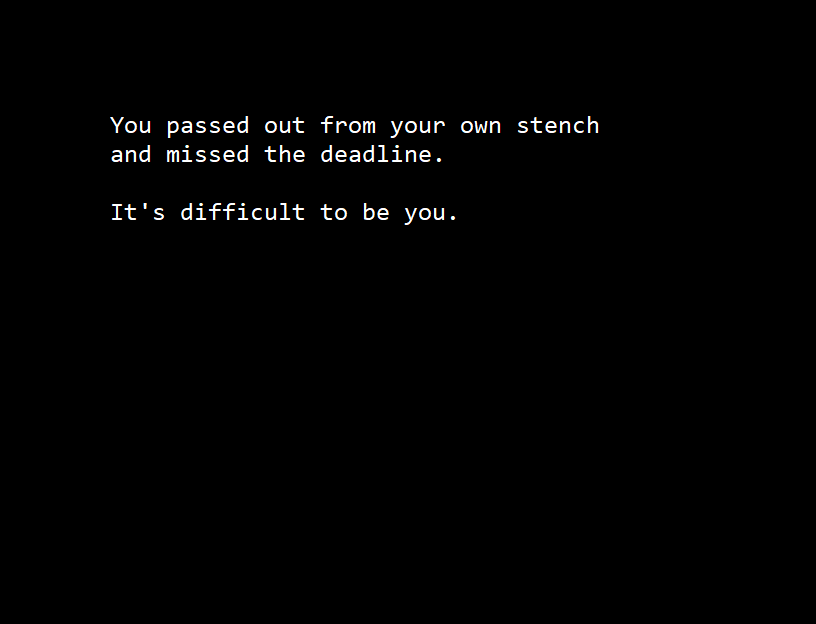 You passed out from your own stench
and missed the deadline.
It's difficult to be you.